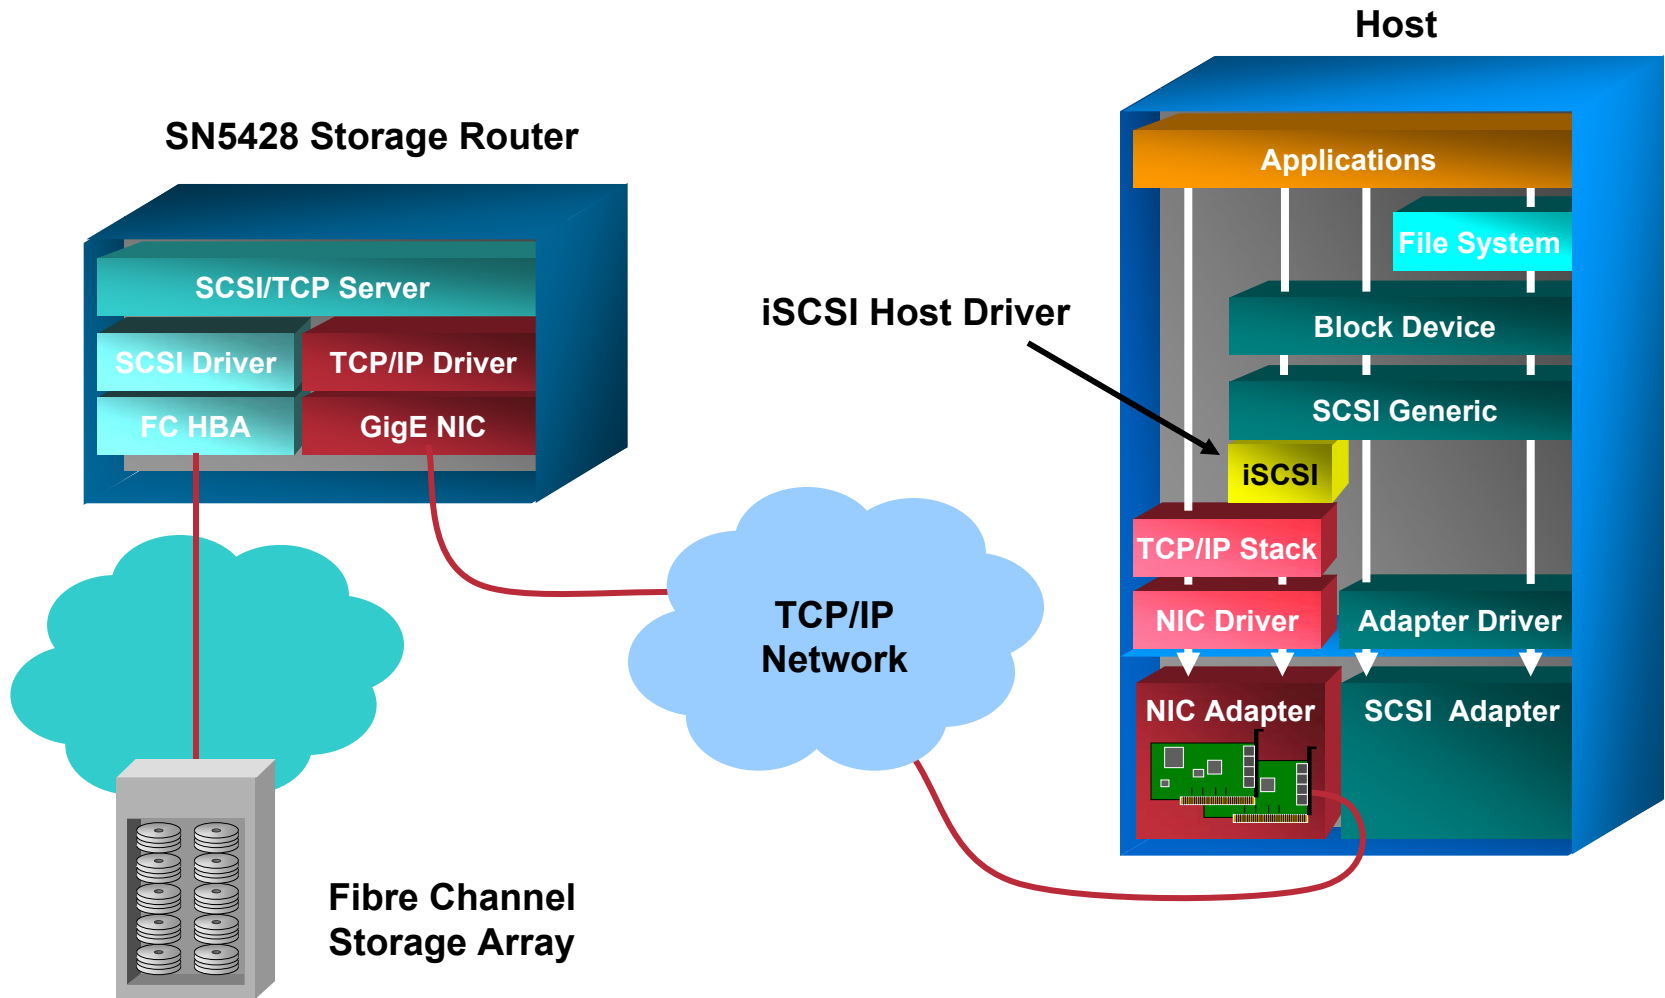 Host
SN5428 Storage Router
Applications
File System
SCSI/TCP Server
iSCSI Host Driver
Block Device
SCSI Driver
TCP/IP Driver
SCSI Generic
FC HBA
GigE NIC
iSCSI
TCP/IP Stack
TCP/IP
Network
NIC Driver
Adapter Driver
NIC Adapter
SCSI Adapter
Fibre Channel
Storage Array